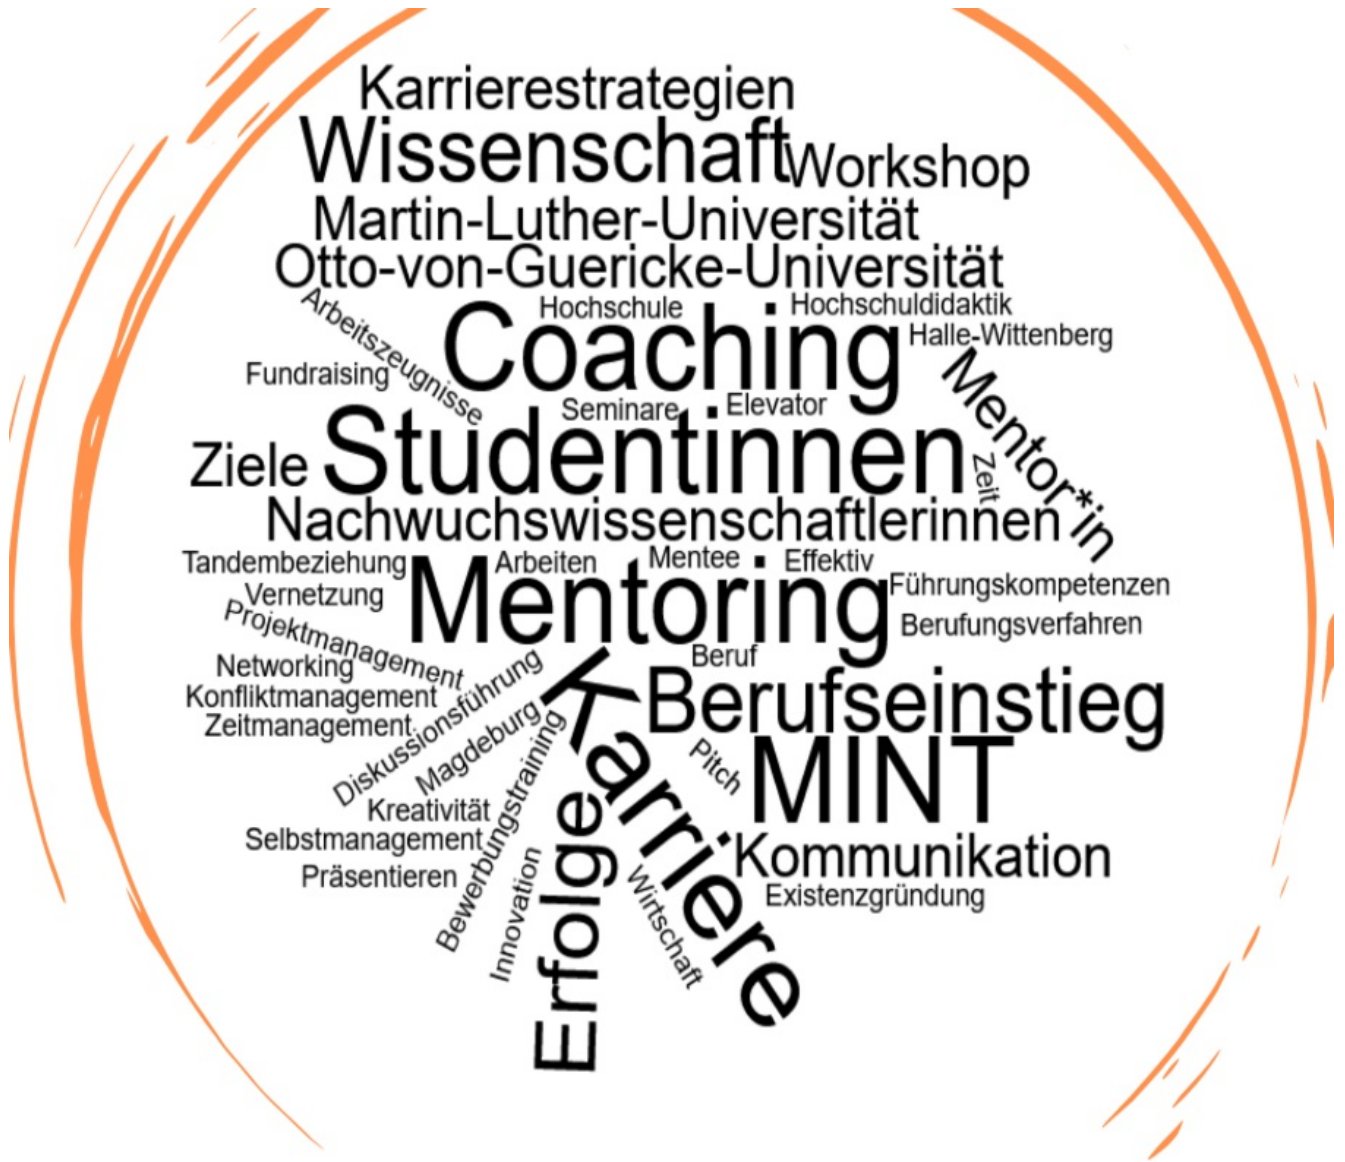 Karrierestrategien
Wissenschaft
Workshop
Martin-Luther-Universität
Otto-von-Guericke-Universität
Arbeitszeugnisse
Hochschule
Hochschuldidaktik
Coaching
Halle-Wittenberg
Fundraising
Mentor*in
Seminare
Elevator
Ziele
Studentinnen
Zeit
Nachwuchswissenschaftlerinnen
Tandembeziehung
Arbeiten
Mentee
Effektiv
Mentoring
Führungskompetenzen
Vernetzung
Berufungsverfahren
Projektmanagement
Beruf
Networking
Konfliktmanagement
Zeitmanagement
Diskussionsführung
Magdeburg
Karriere
Berufseinstieg
Pitch
MINT
Kreativität
Selbstmanagement
Präsentieren
Bewerbungstraining
Innovation
Erfolge
Wirtschaft
Kommunikation
Existenzgründung